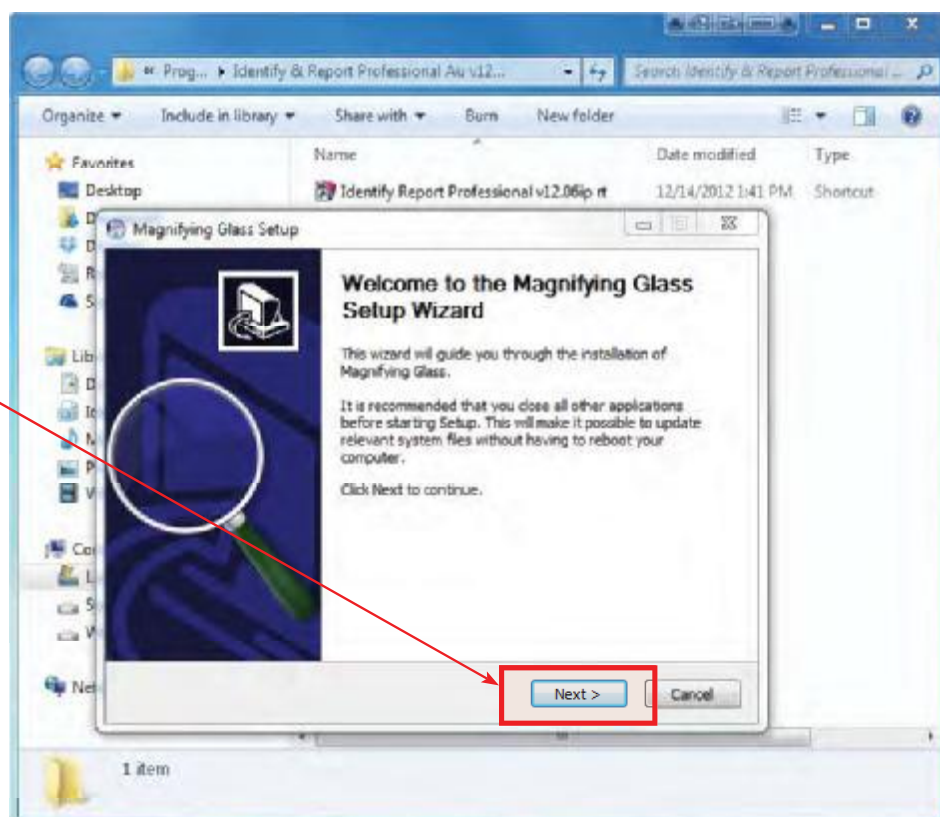 Prog... Identify & Report Professional Au v12...
Search Identify & Report Professional ...
Organize Include in library Share with Burn New folder
Name Date modified Type
Favorites
Desktop
Identify Report Professional v12.06ip rt 12/14/2012 1:41 PM Shortcut
D
D
R
S
Lib
D
M
P
V
Co
L
S
W
Net
Magnifying Glass Setup
Welcome to the Magnifying Glass
Setup Wizard
This wizard will guide you through the installation of
Magnifying Glass.
It is recommended that you close all other applications
before starting Setup. This will make it possible to update
relevant system files without having to reboot your
computer.
Click Next to continue.
Next > Cancel
1 item